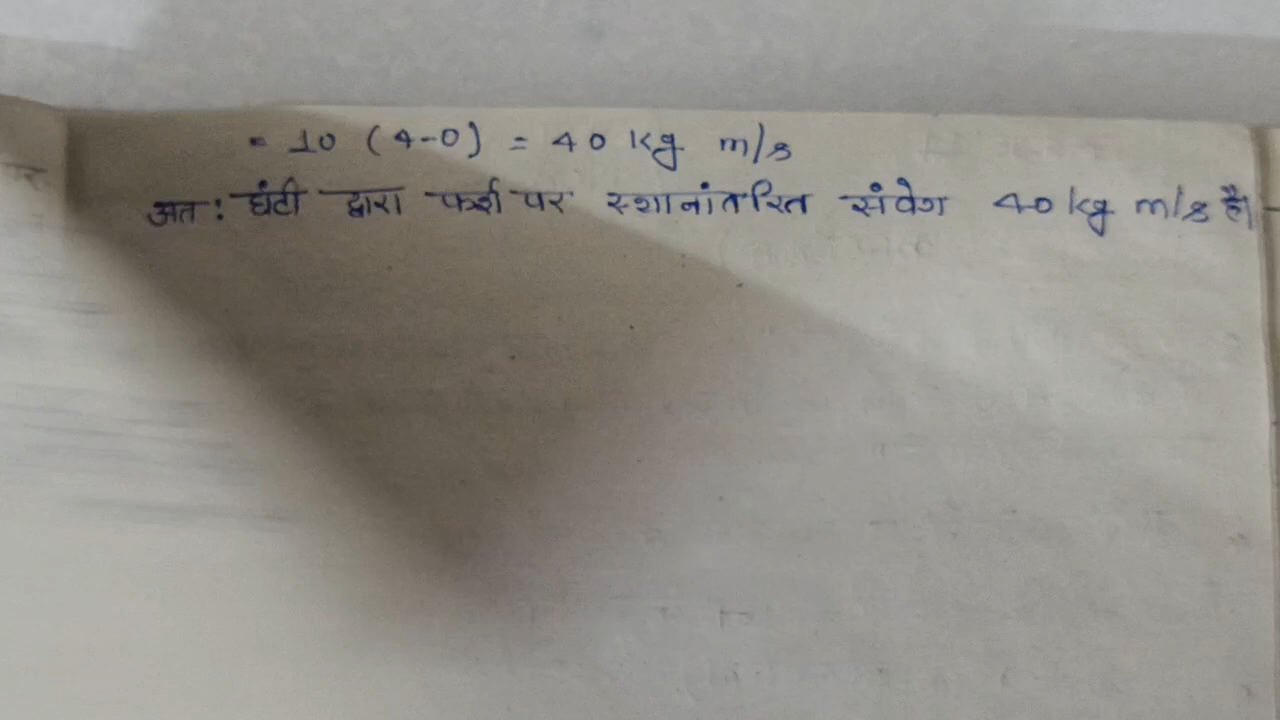 = 10 (4-0) = 40 kg m/s
अत: घंटी द्वारा फर्श पर स्थानांतरित संवेग 40 kg m/s है।